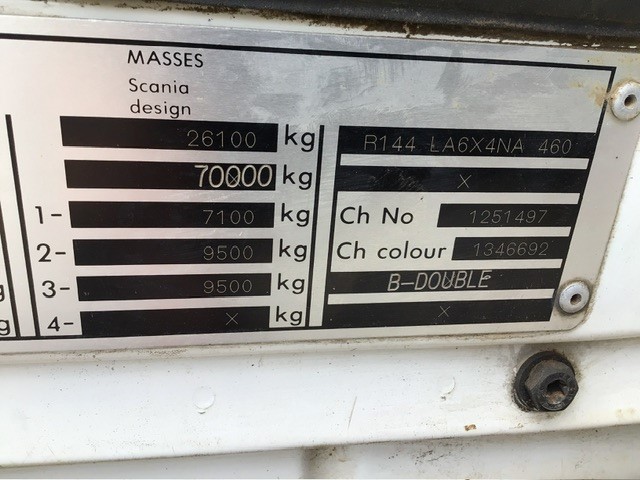 MASSES
Scania
design
26100 kg
70000 kg
1- 7100 kg
2- 9500 kg
3- 9500 kg
4- X kg
g
g
R144 LA6X4NA 460
X
Ch No 1251497
Ch colour 1346692
B-DOUBLE
X